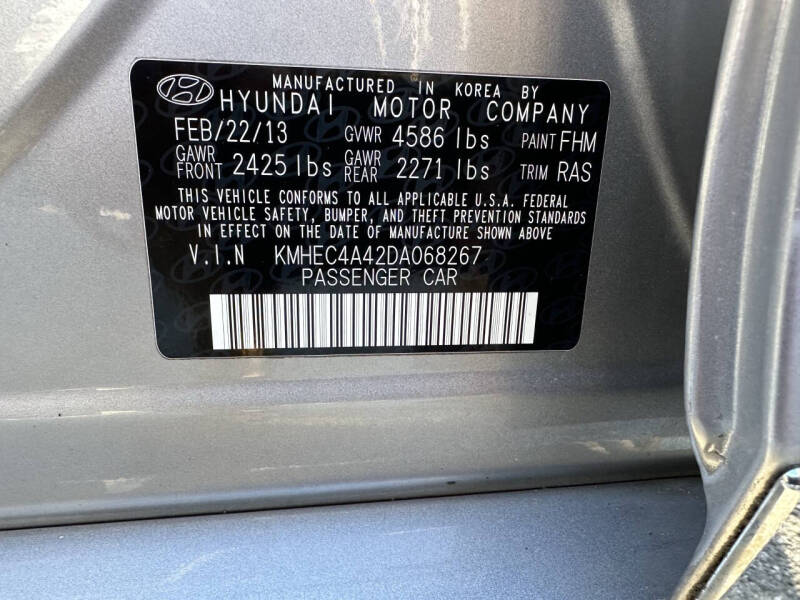 MANUFACTURED IN KOREA BY
HYUNDAI MOTOR COMPANY
FEB/22/13 GVWR 4586 lbs PAINT FHM
GAWR FRONT 2425 lbs GAWR REAR 2271 lbs TRIM RAS
THIS VEHICLE CONFORMS TO ALL APPLICABLE U.S.A. FEDERAL
MOTOR VEHICLE SAFETY, BUMPER, AND THEFT PREVENTION STANDARDS
IN EFFECT ON THE DATE OF MANUFACTURE SHOWN ABOVE
V.I.N KMHEC4A42DA068267
PASSENGER CAR